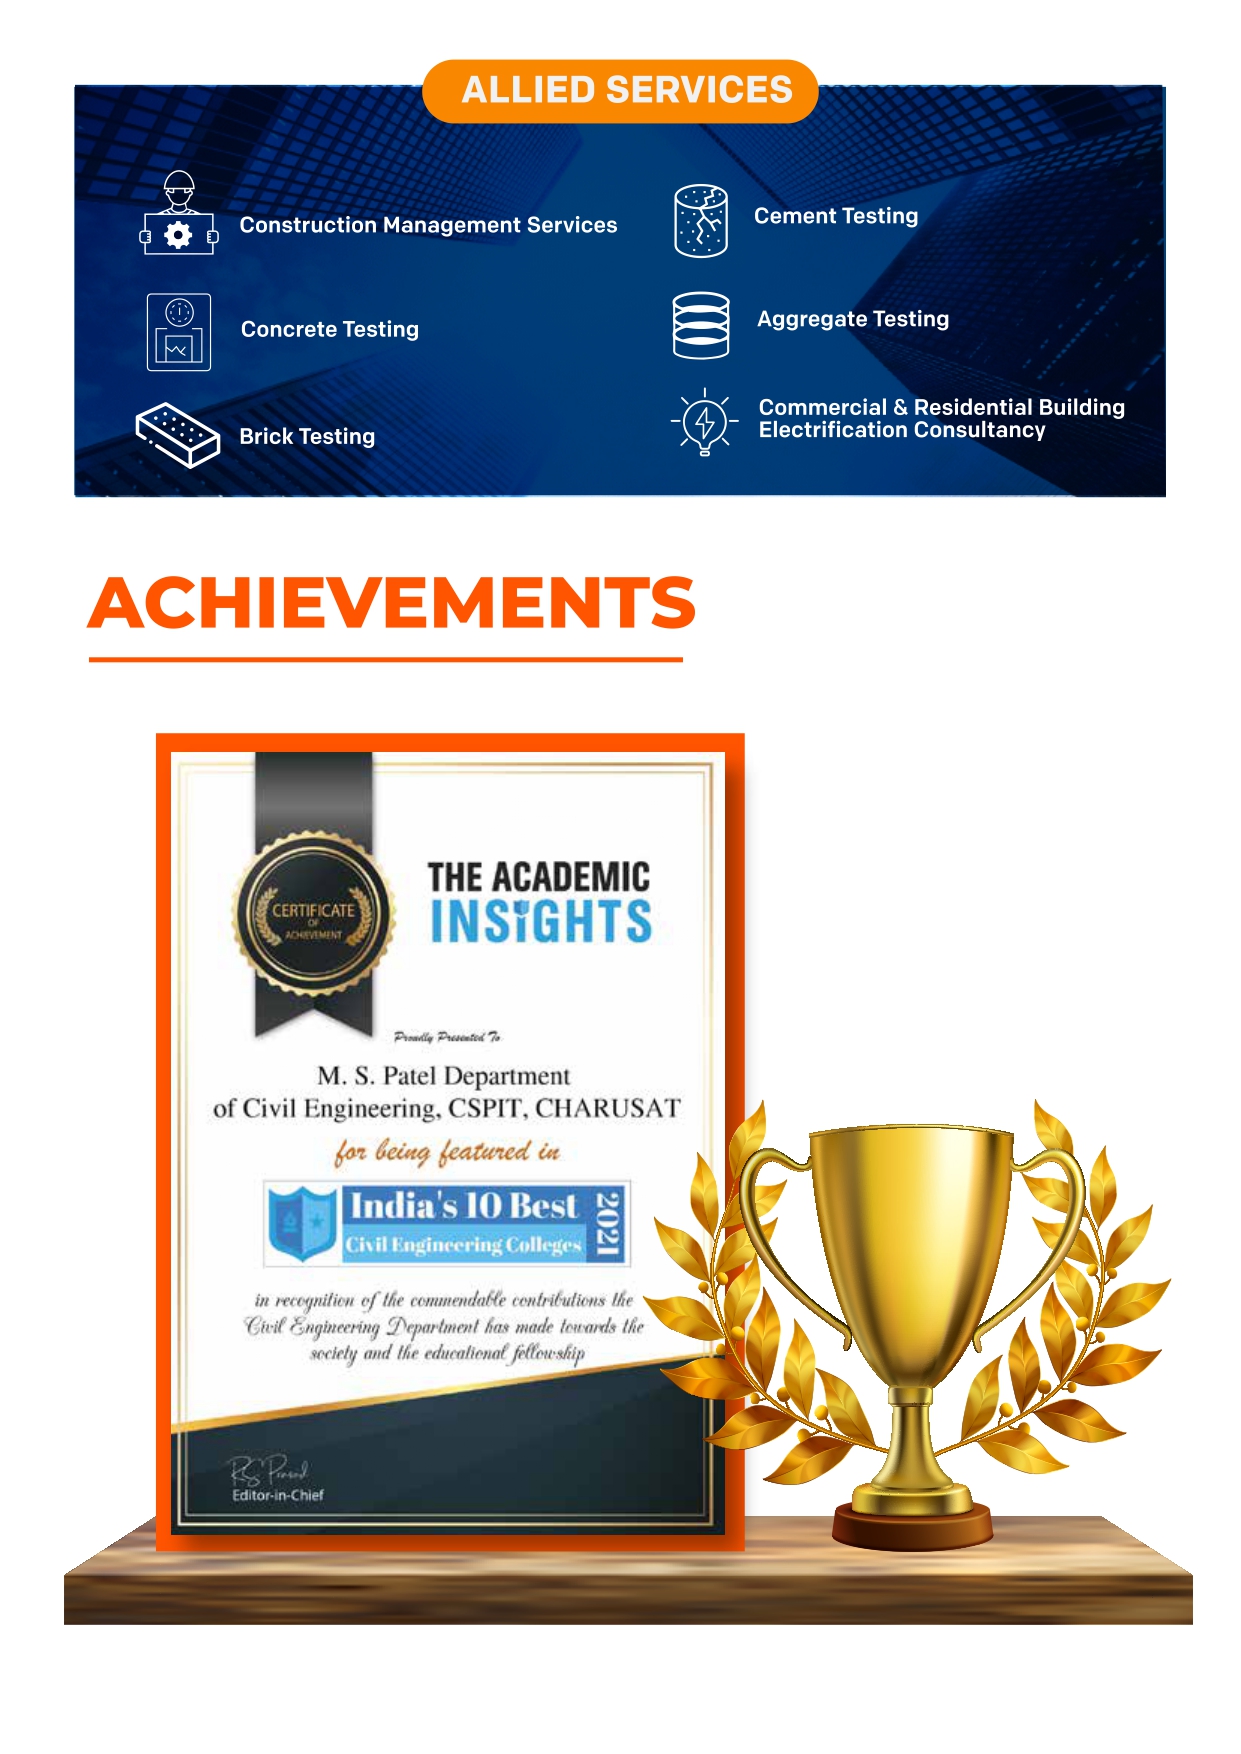 ALLIED SERVICES
Construction Management Services
Cement Testing
Concrete Testing
Aggregate Testing
Brick Testing
Commercial & Residential Building
Electrification Consultancy
ACHIEVEMENTS
CERTIFICATE
OF
ACHIEVEMENT
THE ACADEMIC
INSIGHTS
Proudly Presented To
M. S. Patel Department
of Civil Engineering, CSPIT, CHARUSAT
for being featured in
India's 10 Best
Civil Engineering Colleges
2021
in recognition of the commendable contributions the
Civil Engineering Department has made towards the
society and the educational fellowship
Editor-in-Chief